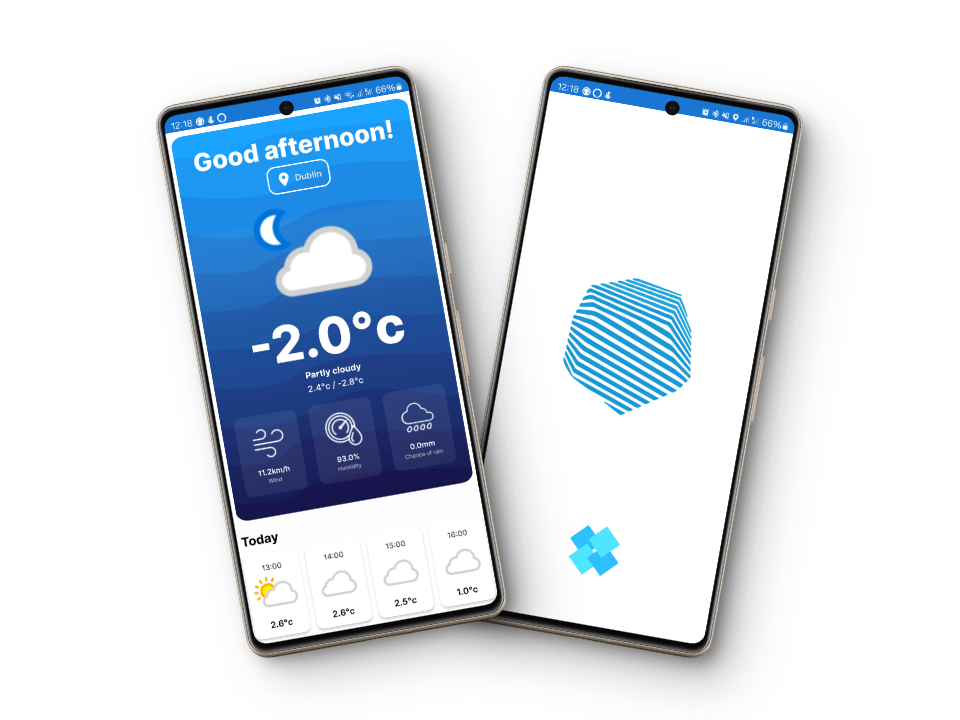 12:18
66%
Good afternoon!
Dublin
-2.0°c
Partly cloudy
2.4°c / -2.8°c
11.2km/h
Wind
93.0%
Humidity
0.0mm
Chance of rain
Today
13:00
2.6°c
14:00
2.6°c
15:00
2.5°c
16:00
1.0°c
12:18
66%